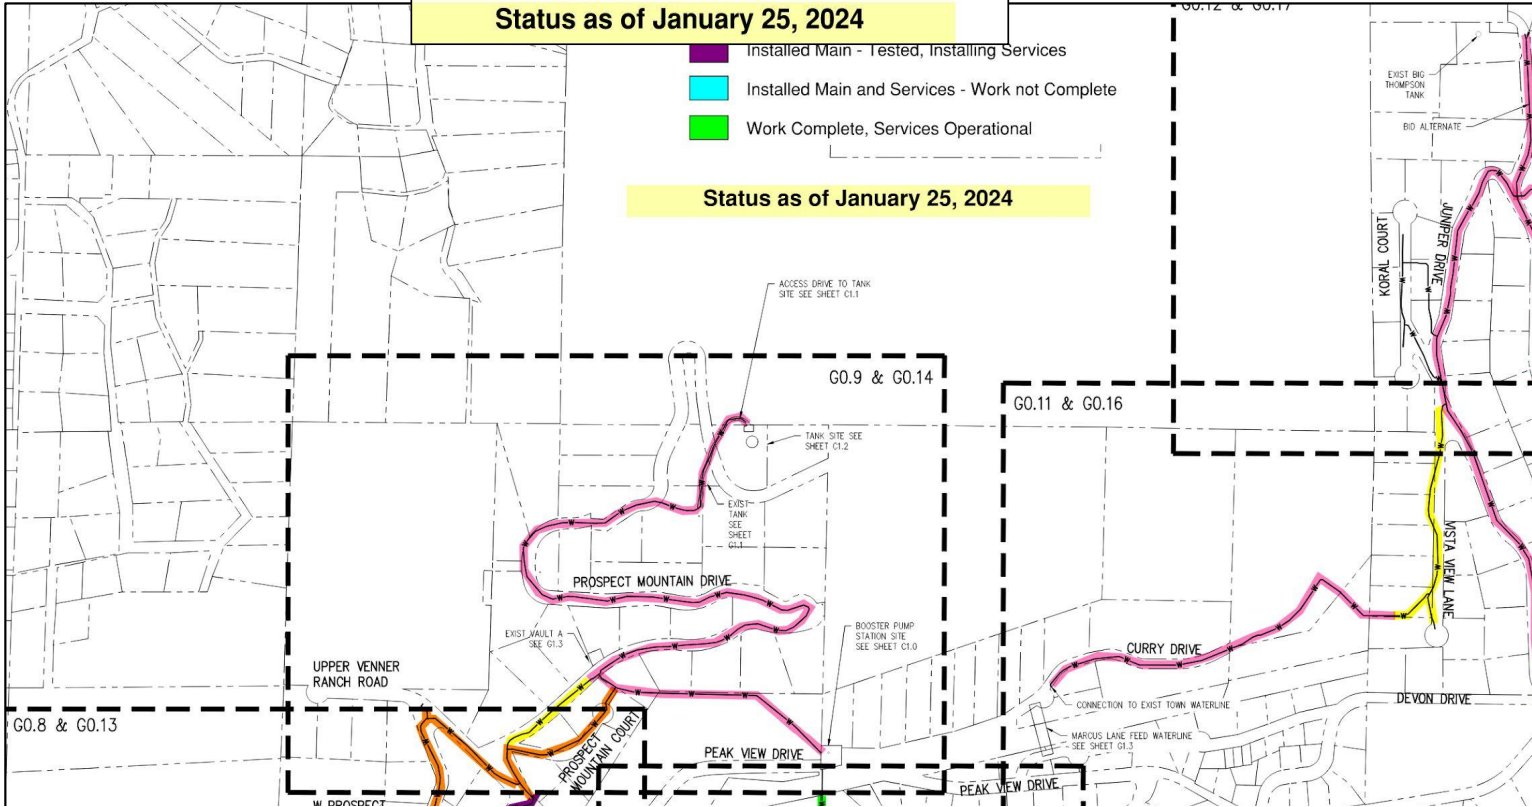 Status as of January 25, 2024
G0.12 & G0.17
Installed Main - Tested, Installing Services
Installed Main and Services - Work not Complete
Work Complete, Services Operational
Status as of January 25, 2024
EXIST BIG
THOMPSON
TANK
BID ALTERNATE
KORAL COURT
JUNIPER DRIVE
ACCESS DRIVE TO TANK
SITE SEE SHEET C1.1
G0.9 & G0.14
G0.11 & G0.16
TANK SITE SEE
SHEET C1.2
EXIST
TANK
SEE
SHEET
G1.1
PROSPECT MOUNTAIN DRIVE
VISTA VIEW LANE
EXIST VAULT A
SEE G1.3
BOOSTER PUMP
STATION SITE
SEE SHEET C1.0
CURRY DRIVE
UPPER VENNER
RANCH ROAD
CONNECTION TO EXIST TOWN WATERLINE
DEVON DRIVE
G0.8 & G0.13
PROSPECT
MOUNTAIN COURT
MARCUS LANE FEED WATERLINE
SEE SHEET G1.3
PEAK VIEW DRIVE
PEAK VIEW DRIVE
W PROSPECT